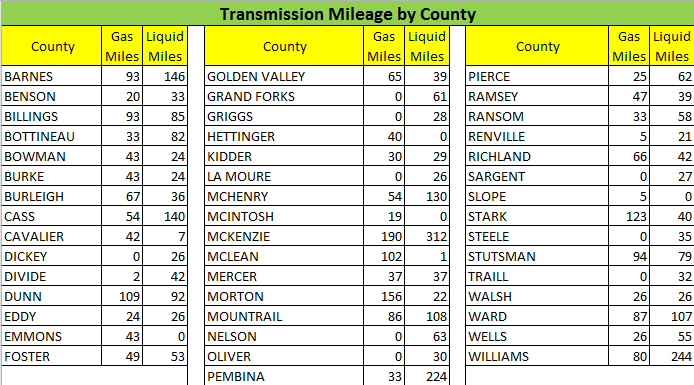 Transmission Mileage by County
County Gas Miles Liquid Miles County Gas Miles Liquid Miles County Gas Miles Liquid Miles
BARNES 93 146 GOLDEN VALLEY 65 39 PIERCE 25 62
BENSON 20 33 GRAND FORKS 0 61 RAMSEY 47 39
BILLINGS 93 85 GRIGGS 0 28 RANSOM 33 58
BOTTINEAU 33 82 HETTINGER 40 0 RENVILLE 5 21
BOWMAN 43 24 KIDDER 30 29 RICHLAND 66 42
BURKE 43 24 LA MOURE 0 26 SARGENT 0 27
BURLEIGH 67 36 MCHENRY 54 130 SLOPE 5 0
CASS 54 140 MCINTOSH 19 0 STARK 123 40
CAVALIER 42 7 MCKENZIE 190 312 STEELE 0 35
DICKEY 0 26 MCLEAN 102 1 STUTSMAN 94 79
DIVIDE 2 42 MERCER 37 37 TRAILL 0 32
DUNN 109 92 MORTON 156 22 WALSH 26 26
EDDY 24 26 MOUNTRAIL 86 108 WARD 87 107
EMMONS 43 0 NELSON 0 63 WELLS 26 55
FOSTER 49 53 OLIVER 0 30 WILLIAMS 80 244
PEMBINA 33 224